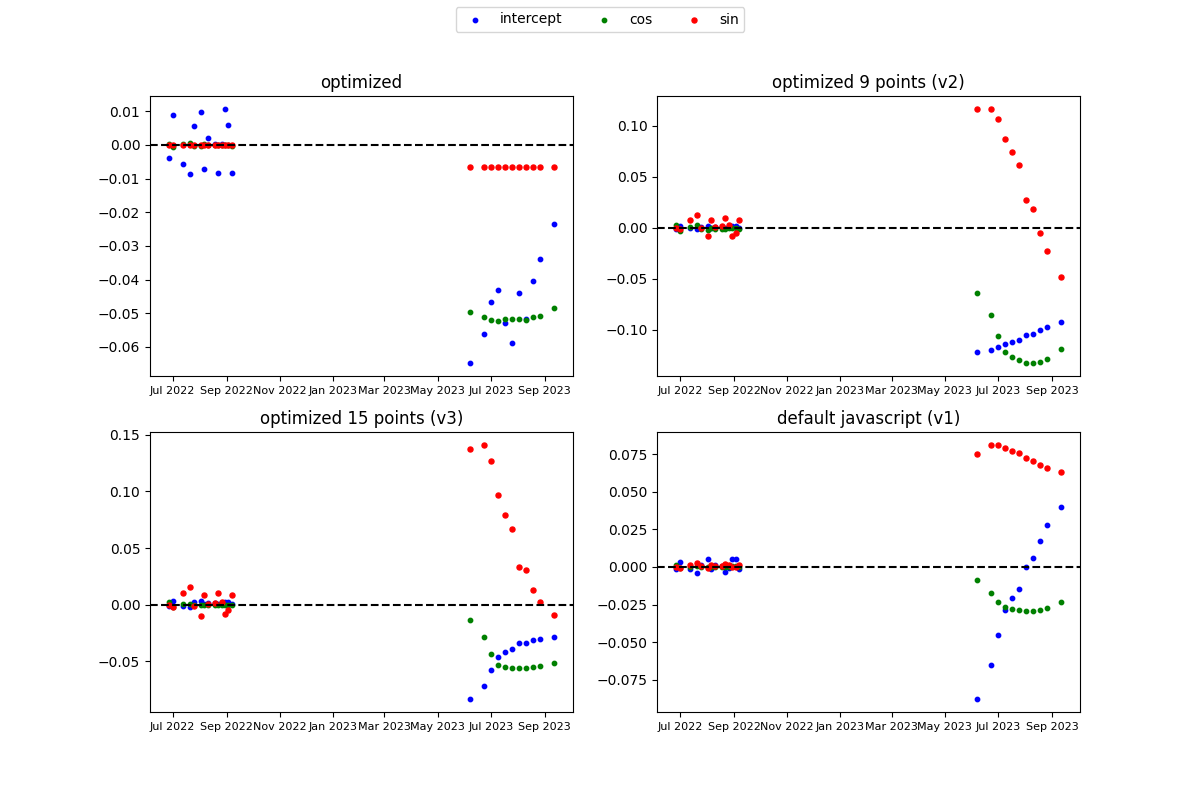 intercept cos sin
optimized
0.01
0.00
−0.01
−0.02
−0.03
−0.04
−0.05
−0.06
Jul 2022 Sep 2022 Nov 2022 Jan 2023 Mar 2023 May 2023 Jul 2023 Sep 2023
optimized 9 points (v2)
0.10
0.05
0.00
−0.05
−0.10
Jul 2022 Sep 2022 Nov 2022 Jan 2023 Mar 2023 May 2023 Jul 2023 Sep 2023
optimized 15 points (v3)
0.15
0.10
0.05
0.00
−0.05
Jul 2022 Sep 2022 Nov 2022 Jan 2023 Mar 2023 May 2023 Jul 2023 Sep 2023
default javascript (v1)
0.075
0.050
0.025
0.000
−0.025
−0.050
−0.075
Jul 2022 Sep 2022 Nov 2022 Jan 2023 Mar 2023 May 2023 Jul 2023 Sep 2023